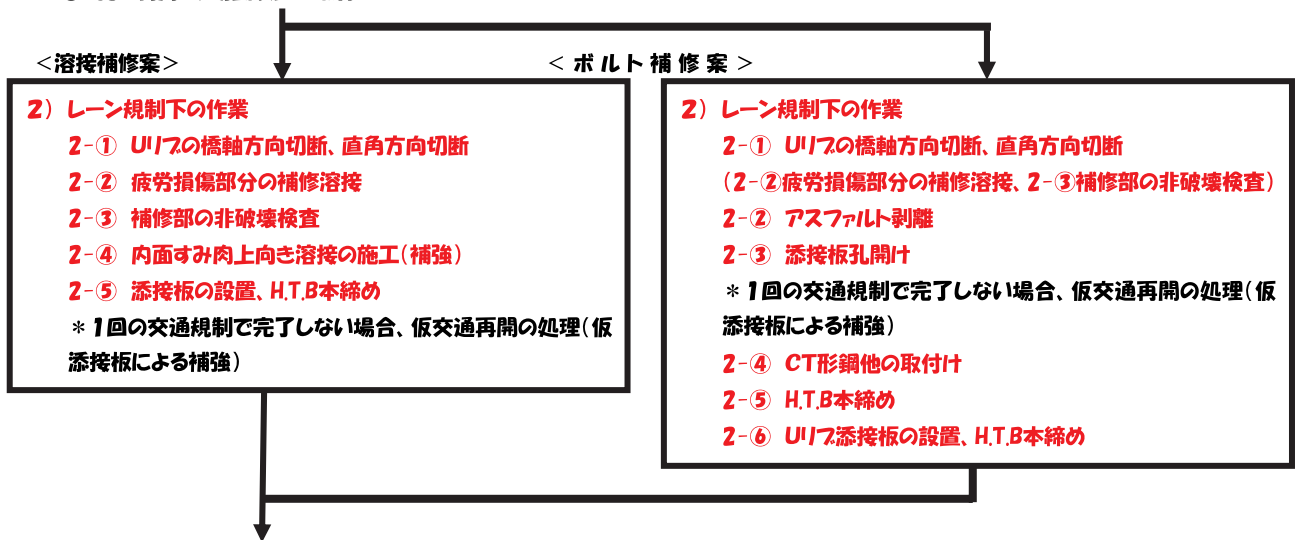 <溶接補修案>
<ボルト補修案>
2) レーン規制下の作業
2-① Uリブの橋軸方向切断、直角方向切断
2-② 疲労損傷部分の補修溶接
2-③ 補修部の非破壊検査
2-④ 内面すみ肉上向き溶接の施工(補強)
2-⑤ 添接板の設置、H.T.B本締め
*1回の交通規制で完了しない場合、仮交通再開の処理(仮
添接板による補強)
2) レーン規制下の作業
2-① Uリブの橋軸方向切断、直角方向切断
(2-②疲労損傷部分の補修溶接、2-③補修部の非破壊検査)
2-② アスファルト剥離
2-③ 添接板孔開け
*1回の交通規制で完了しない場合、仮交通再開の処理(仮
添接板による補強)
2-④ CT形鋼他の取付け
2-⑤ H.T.B本締め
2-⑥ Uリブ添接板の設置、H.T.B本締め